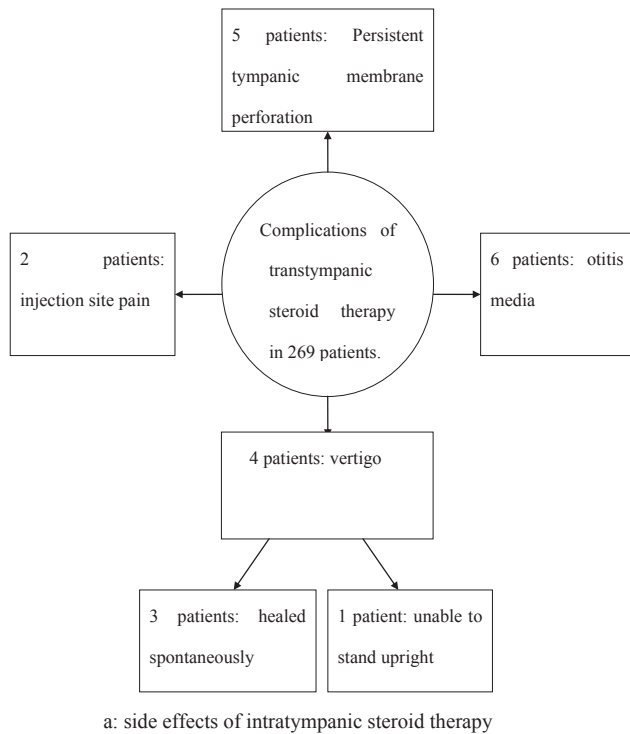 5 patients: Persistent
tympanic membrane
perforation
Complications of
transtympanic
steroid therapy
in 269 patients.
2 patients:
injection site pain
6 patients: otitis
media
4 patients: vertigo
3 patients: healed
spontaneously
1 patient: unable to
stand upright
a: side effects of intratympanic steroid therapy